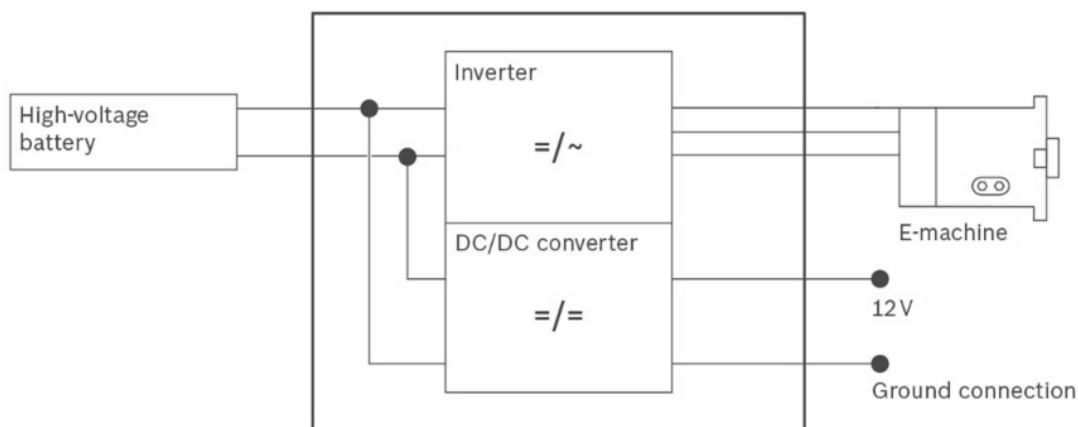 High-voltage
battery
Inverter
=/~
DC/DC converter
=/=
E-machine
12 V
Ground connection